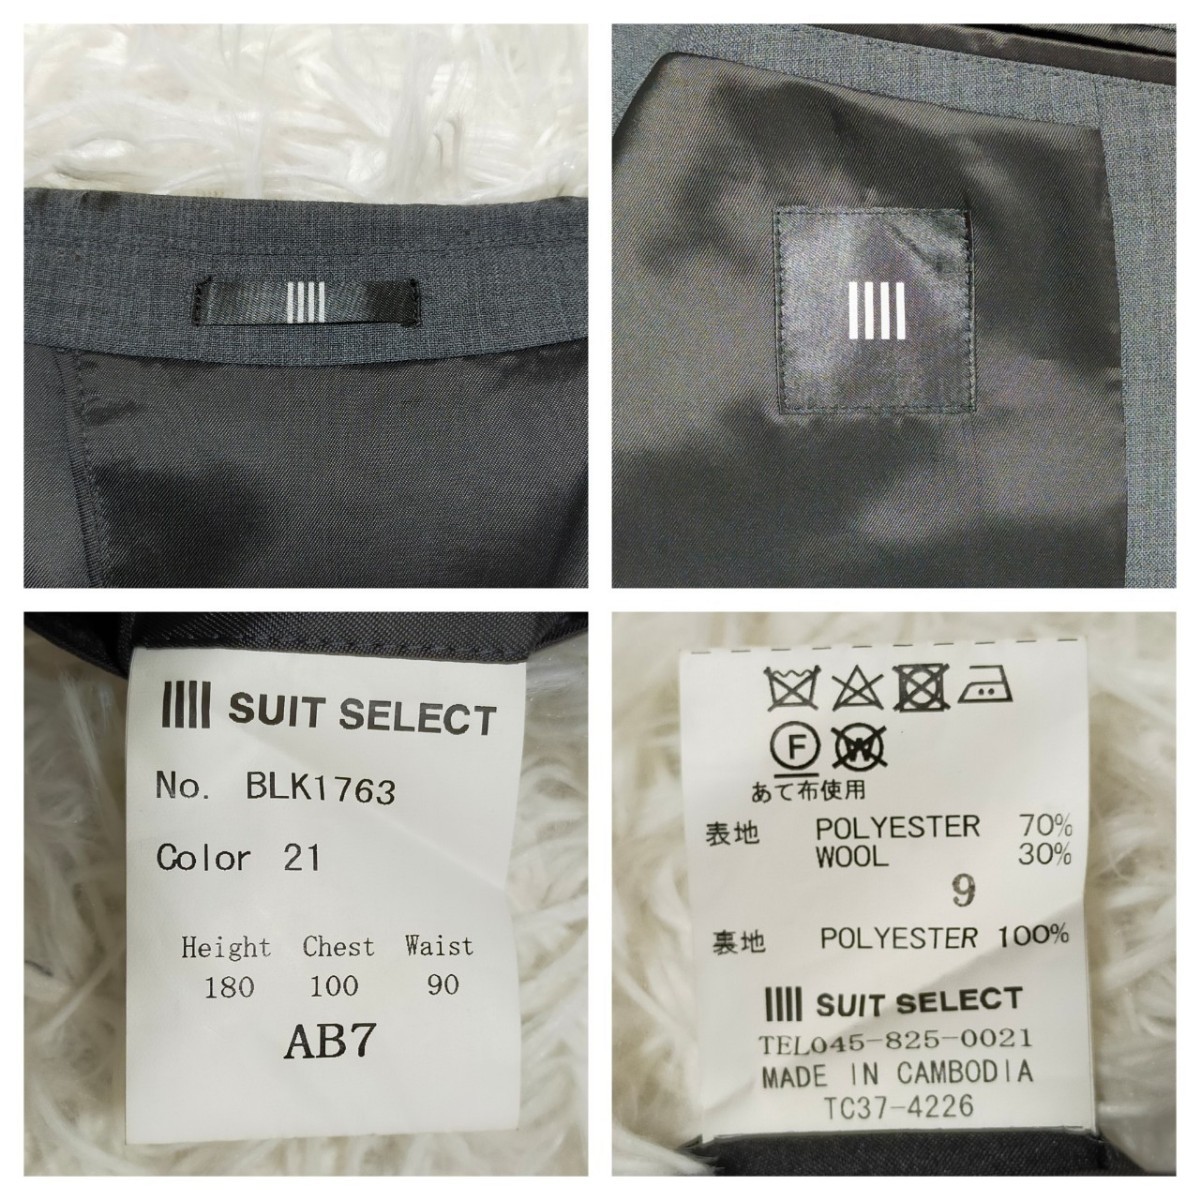 SUIT SELECT
No. BLK1763
Color 21
Height Chest Waist
180 100 90
AB7
F W
あて布使用
表地 POLYESTER 70%
WOOL 30%
9
裏地 POLYESTER 100%
SUIT SELECT
TEL045-825-0021
MADE IN CAMBODIA
TC37-4226